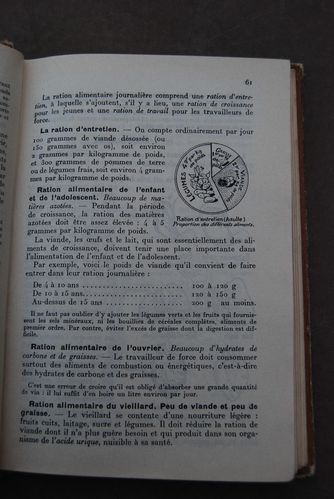 61
La ration alimentaire journalière comprend une ration d'entre-
tien, à laquelle s'ajoutent, s'il y a lieu, une ration de croissance
pour les jeunes et une ration de travail pour les travailleurs de
force.
La ration d'entretien. — On compte ordinairement par jour
100 grammes de viande désossée (ou
150 grammes avec os), soit environ
2 grammes par kilogramme de poids,
et 300 grammes de pommes de terre
ou de légumes frais, soit environ 4 gram-
mes par kilogramme de poids.
LÉGUMES
Ration d'entretien (Adulte)
Proportion des différents aliments.
Ration alimentaire de l'enfant
et de l'adolescent. Beaucoup de ma-
tières azotées. — Pendant la période
de croissance, la ration des matières
azotées doit être assez élevée : 4 à 5
grammes par kilogramme de poids.
La viande, les œufs et le lait, qui sont essentiellement des ali-
ments de croissance, doivent tenir une place importante dans
l'alimentation de l'enfant et de l'adolescent.
Par exemple, voici le poids de viande qu'il convient de faire
entrer dans leur ration journalière :
De 4 à 10 ans 100 à 120 g
De 10 à 15 ans 120 à 150 g
Au-dessus de 15 ans 200 g au moins.
Il ne faut pas oublier d'y ajouter les légumes verts et les fruits qui fournis-
sent les sels minéraux, ni les bouillies de céréales complètes, aliments de
premier ordre. Par contre, évitez l'excès de graisse dont la digestion est dif-
ficile.
Ration alimentaire de l'ouvrier. Beaucoup d'hydrates de
carbone et de graisses. — Le travailleur de force doit consommer
surtout des aliments de combustion ou énergétiques, c'est-à-dire
des hydrates de carbone et des graisses.
C'est une erreur de croire qu'il est obligé d'absorber une grande quantité
de vin : il lui suffit d'en boire un litre environ par jour.
Ration alimentaire du vieillard. Peu de viande et peu de
graisse. — Le vieillard se contente d'une nourriture légère :
fruits cuits, laitage, sucre et légumes. Il doit réduire la ration de
viande dont il n'a plus guère besoin et qui produit dans son orga-
nisme de l'acide urique, nuisible à sa santé.